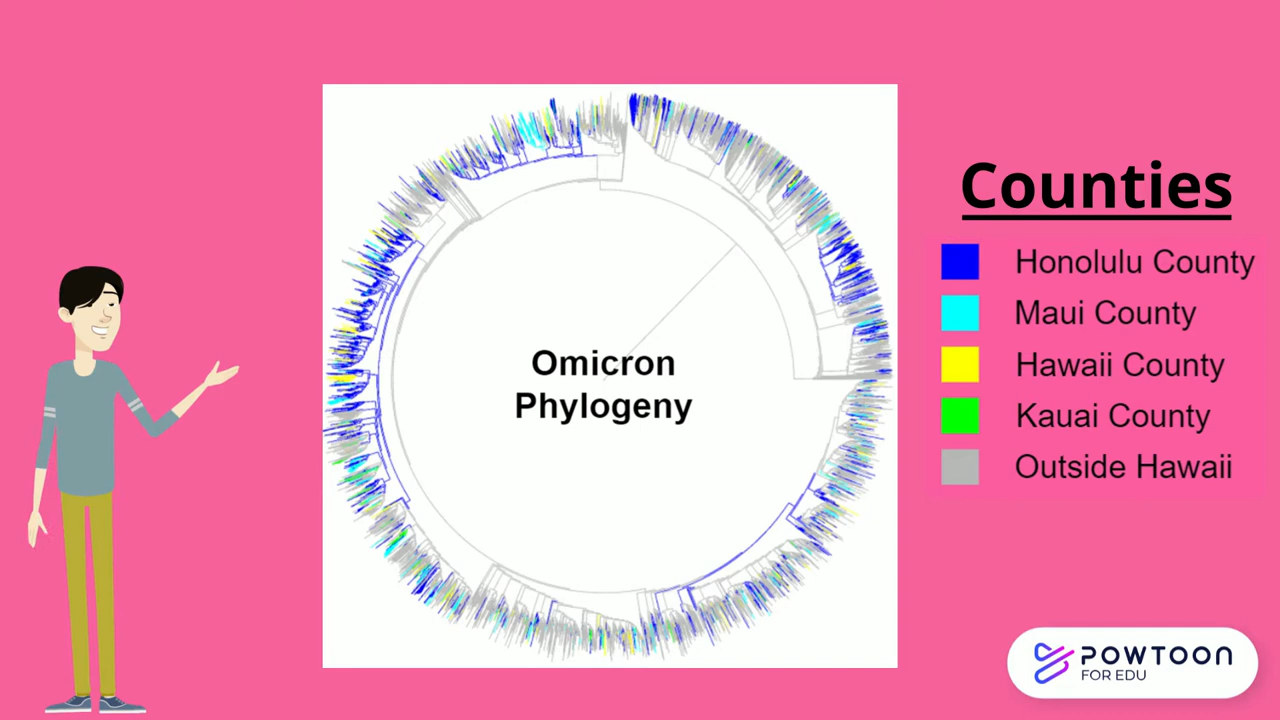 Omicron
Phylogeny
Counties
Honolulu County
Maui County
Hawaii County
Kauai County
Outside Hawaii
POWTOON
FOR EDU